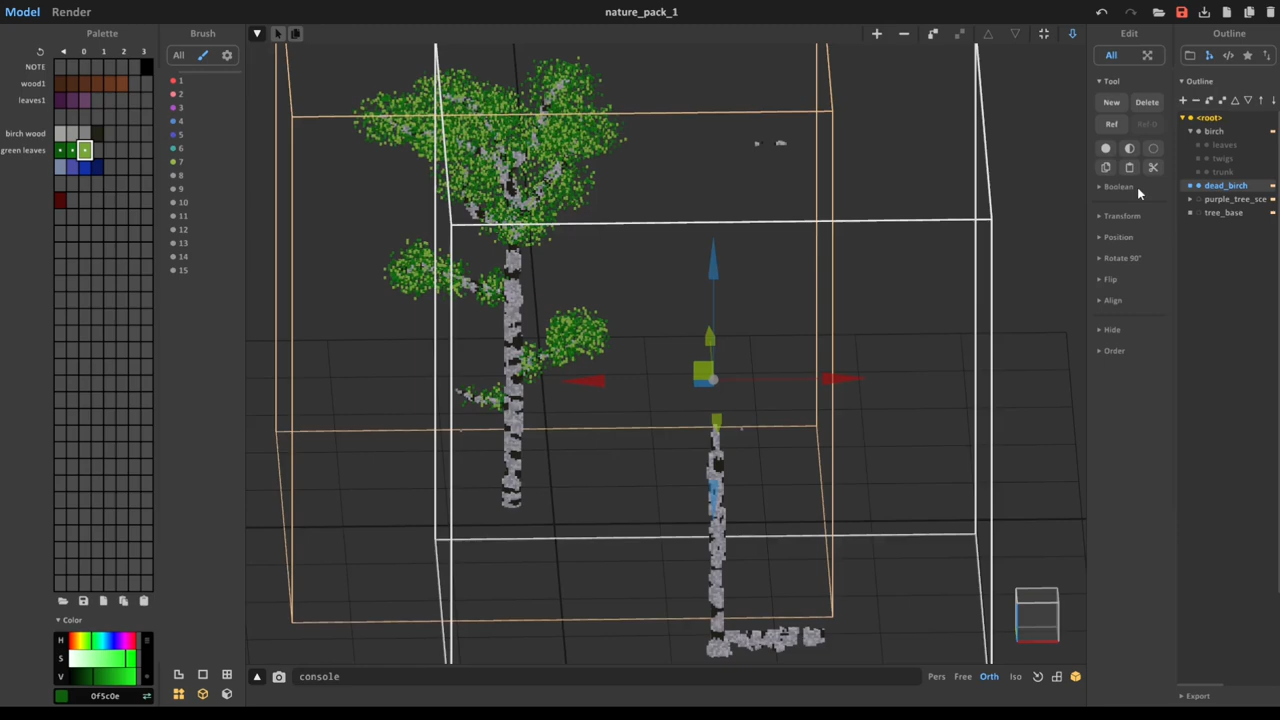 Model Render nature_pack_1
Palette Brush Edit Outline
0 1 2 3 All All
NOTE
wood1
leaves1
birch wood
green leaves
1
2
3
4
5
6
7
8
9
10
11
12
13
14
15
Tool
New Delete
Ref Ref-D
Boolean
Transform
Position
Rotate 90°
Flip
Align
Hide
Order
Outline
<root>
birch
leaves
twigs
trunk
dead_birch
purple_tree_sce
tree_base
Color
H
S
V
0f5c0e
console
Pers Free Orth Iso
Export